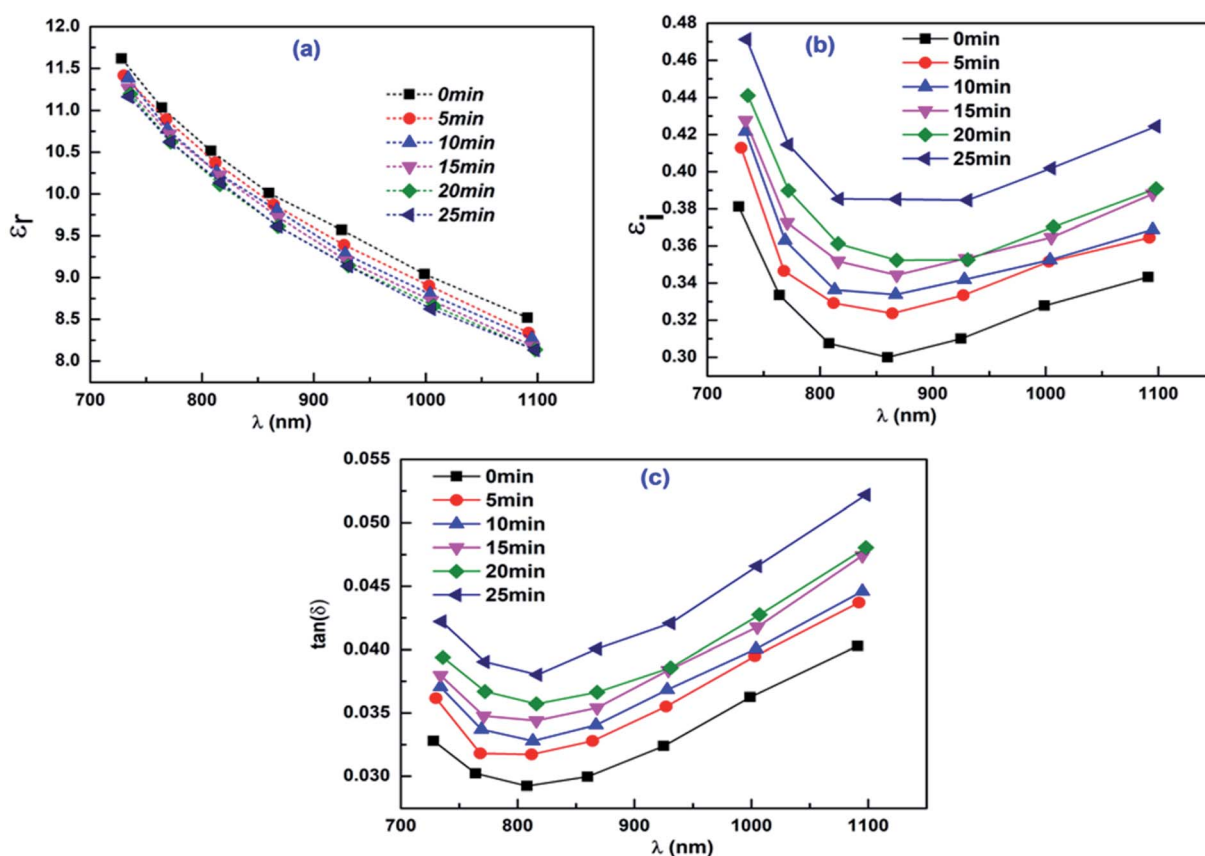 (a)
12.0
11.5
11.0
10.5
10.0
9.5
9.0
8.5
8.0
εr
0min
5min
10min
15min
20min
25min
700 800 900 1000 1100
λ (nm)
(b)
0.48
0.46
0.44
0.42
0.40
0.38
0.36
0.34
0.32
0.30
εi
0min
5min
10min
15min
20min
25min
700 800 900 1000 1100
λ (nm)
(c)
0.055
0.050
0.045
0.040
0.035
0.030
tan(δ)
0min
5min
10min
15min
20min
25min
700 800 900 1000 1100
λ (nm)